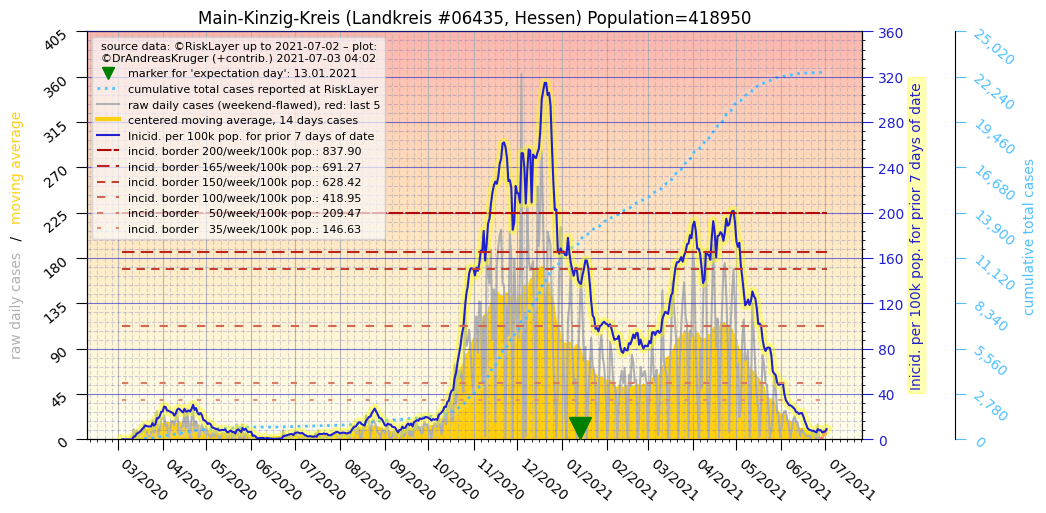 Main-Kinzig-Kreis (Landkreis #06435, Hessen) Population=418950
source data: ©RiskLayer up to 2021-07-02 – plot:
©DrAndreasKruger (+contrib.) 2021-07-03 04:02
marker for 'expectation day': 13.01.2021
cumulative total cases reported at RiskLayer
raw daily cases (weekend-flawed), red: last 5
centered moving average, 14 days cases
Inicid. per 100k pop. for prior 7 days of date
incid. border 200/week/100k pop.: 837.90
incid. border 165/week/100k pop.: 691.27
incid. border 150/week/100k pop.: 628.42
incid. border 100/week/100k pop.: 418.95
incid. border   50/week/100k pop.: 209.47
incid. border   35/week/100k pop.: 146.63
raw daily cases / moving average
405
360
315
270
225
180
135
90
45
0
360
320
280
240
200
160
120
80
40
0
Inicid. per 100k pop. for prior 7 days of date
25,020
22,240
19,460
16,680
13,900
11,120
8,340
5,560
2,780
0
cumulative total cases
03/2020
04/2020
05/2020
06/2020
07/2020
08/2020
09/2020
10/2020
11/2020
12/2020
01/2021
02/2021
03/2021
04/2021
05/2021
06/2021
07/2021